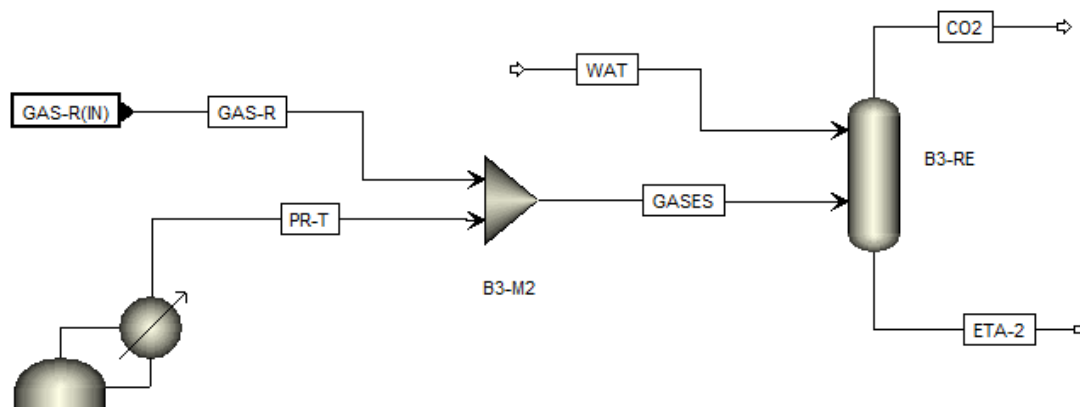 CO2
WAT
GAS-R(IN)
GAS-R
B3-RE
GASES
PR-T
B3-M2
ETA-2